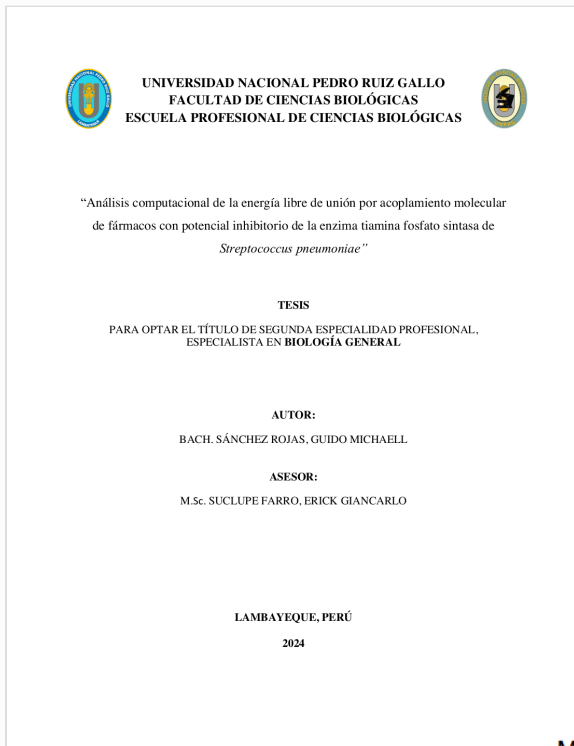 UNIVERSIDAD NACIONAL PEDRO RUIZ GALLO
FACULTAD DE CIENCIAS BIOLÓGICAS
ESCUELA PROFESIONAL DE CIENCIAS BIOLÓGICAS
“Análisis computacional de la energía libre de unión por acoplamiento molecular
de fármacos con potencial inhibitorio de la enzima tiamina fosfato sintasa de
Streptococcus pneumoniae”
TESIS
PARA OPTAR EL TÍTULO DE SEGUNDA ESPECIALIDAD PROFESIONAL,
ESPECIALISTA EN BIOLOGÍA GENERAL
AUTOR:
BACH. SÁNCHEZ ROJAS, GUIDO MICHAELL
ASESOR:
M.Sc. SUCLUPE FARRO, ERICK GIANCARLO
LAMBAYEQUE, PERÚ
2024